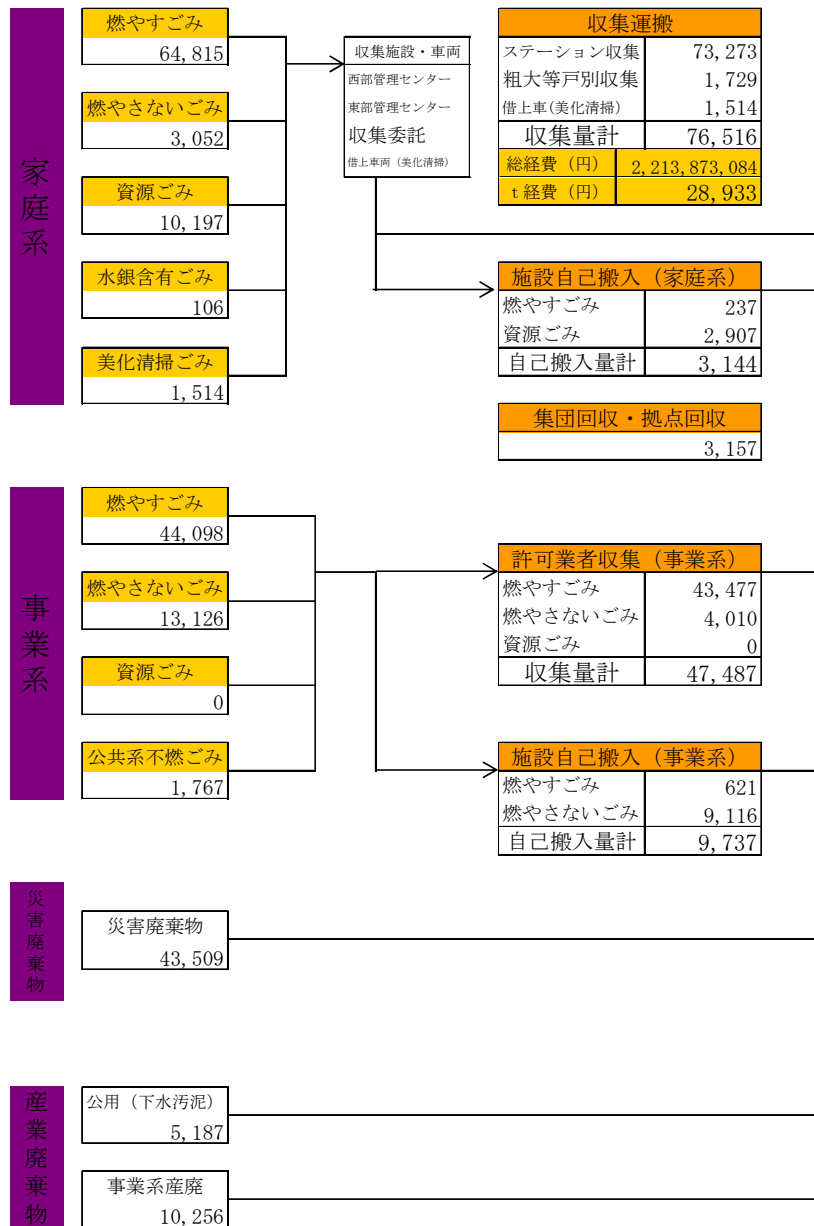 家庭系
燃やすごみ
64,815
燃やさないごみ
3,052
資源ごみ
10,197
水銀含有ごみ
106
美化清掃ごみ
1,514
収集施設・車両
西部管理センター
東部管理センター
収集委託
借上車両(美化清掃)
収集運搬
ステーション収集 73,273
粗大等戸別収集 1,729
借上車(美化清掃) 1,514
収集量計 76,516
総経費(円) 2,213,873,084
t経費(円) 28,933
施設自己搬入(家庭系)
燃やすごみ 237
資源ごみ 2,907
自己搬入量計 3,144
集団回収・拠点回収
3,157
事業系
燃やすごみ
44,098
燃やさないごみ
13,126
資源ごみ
0
公共系不燃ごみ
1,767
許可業者収集(事業系)
燃やすごみ 43,477
燃やさないごみ 4,010
資源ごみ 0
収集量計 47,487
施設自己搬入(事業系)
燃やすごみ 621
燃やさないごみ 9,116
自己搬入量計 9,737
災害廃棄物
災害廃棄物
43,509
産業廃棄物
公用(下水汚泥)
5,187
事業系産廃
10,256